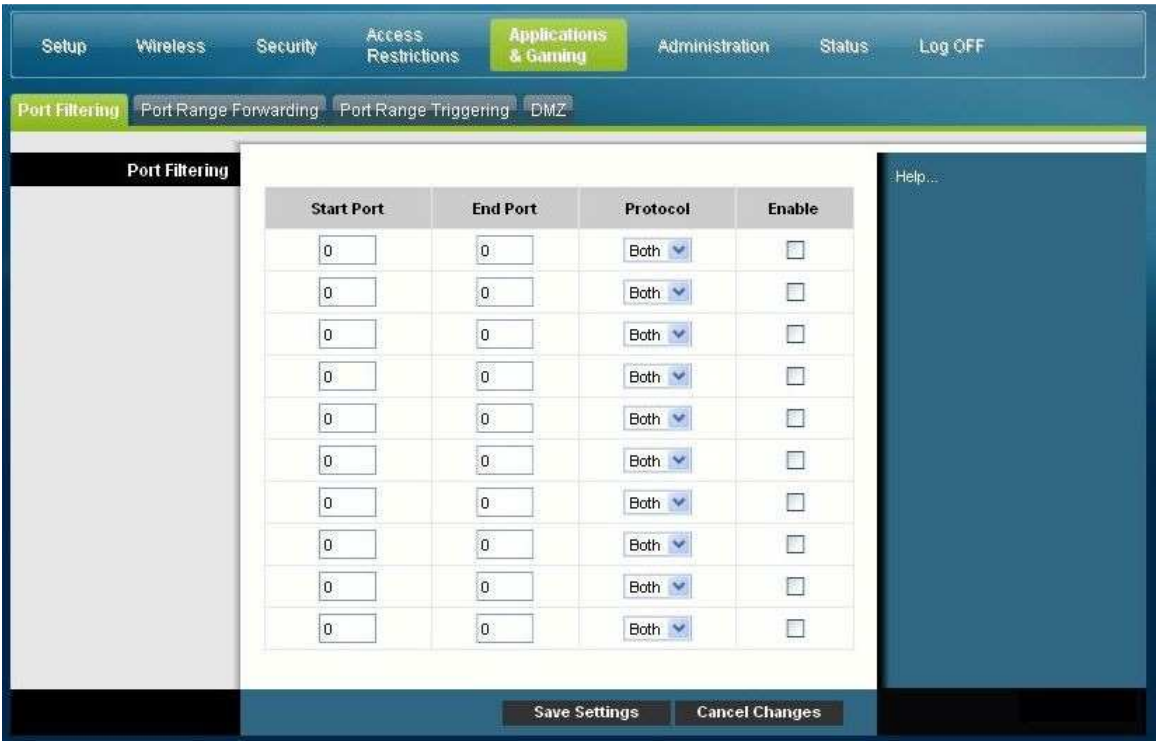 Setup Wireless Security Access Restrictions Applications & Gaming Administration Status Log OFF
Port Filtering Port Range Forwarding Port Range Triggering DMZ
Port Filtering
Help...
Start Port End Port Protocol Enable
0 0 Both
0 0 Both
0 0 Both
0 0 Both
0 0 Both
0 0 Both
0 0 Both
0 0 Both
0 0 Both
0 0 Both
Save Settings Cancel Changes